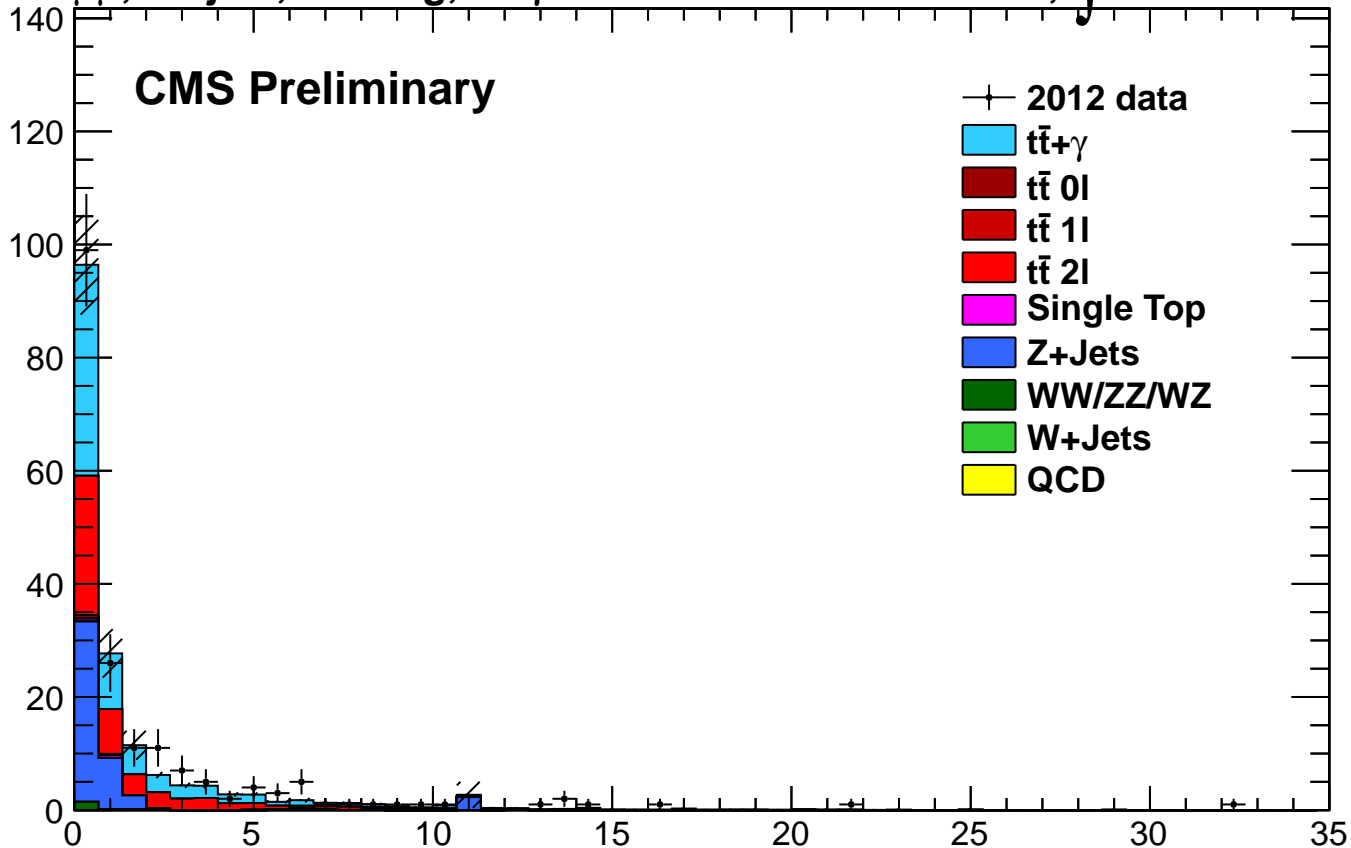 140
CMS Preliminary
2012 data
120
tt̄+γ
tt̄ 0l
100
tt̄ 1l
tt̄ 2l
Single Top
80
Z+Jets
WW/ZZ/WZ
W+Jets
60
QCD
40
20
0
0 5 10 15 20 25 30 35